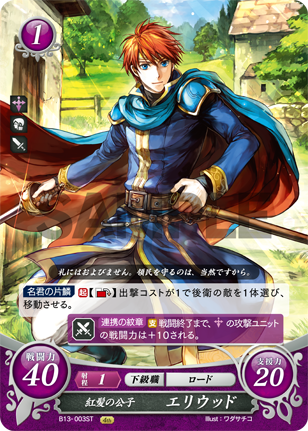 1
SAMPLE
礼にはおよびません。領民を守るのは、当然ですから。
名君の片鱗 起【】出撃コストが1で後衛の敵を1体選び、
移動させる。
連携の紋章 支 戦闘終了まで、の攻撃ユニット
の戦闘力は+10される。
戦闘力 40
射程 1 下級職 ロード
支援力 20
紅髪の公子 エリウッド
B13-003ST
Illust:ワダサチコ